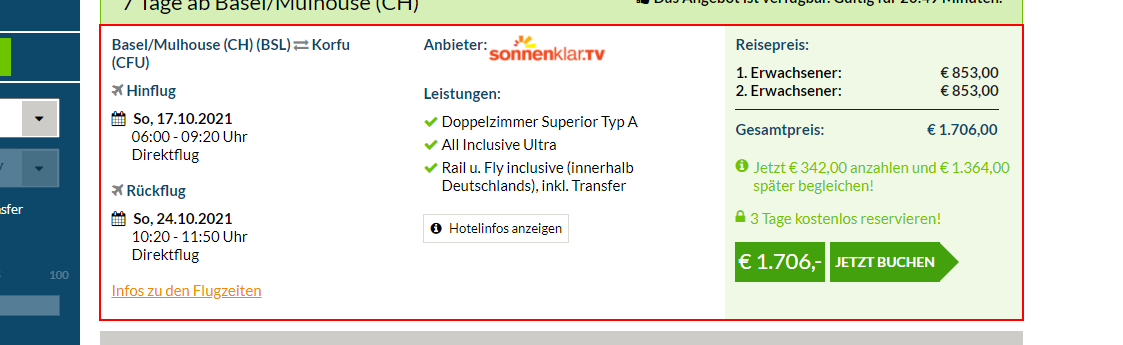 7 Tage ab Basel/Mulhouse (CH)
Das Angebot ist verfügbar. Gültig für 20:49 Minuten.
Basel/Mulhouse (CH) (BSL) ⇄ Korfu
(CFU)
Hinflug
So, 17.10.2021
06:00 - 09:20 Uhr
Direktflug
Rückflug
So, 24.10.2021
10:20 - 11:50 Uhr
Direktflug
Infos zu den Flugzeiten
Anbieter: sonnenklar.TV
Leistungen:
Doppelzimmer Superior Typ A
All Inclusive Ultra
Rail u. Fly inclusive (innerhalb
Deutschlands), inkl. Transfer
Hotelinfos anzeigen
Reisepreis:
1. Erwachsener: € 853,00
2. Erwachsener: € 853,00
Gesamtpreis: € 1.706,00
Jetzt € 342,00 anzahlen und € 1.364,00
später begleichen!
3 Tage kostenlos reservieren!
€ 1.706,- JETZT BUCHEN
nsfer
100